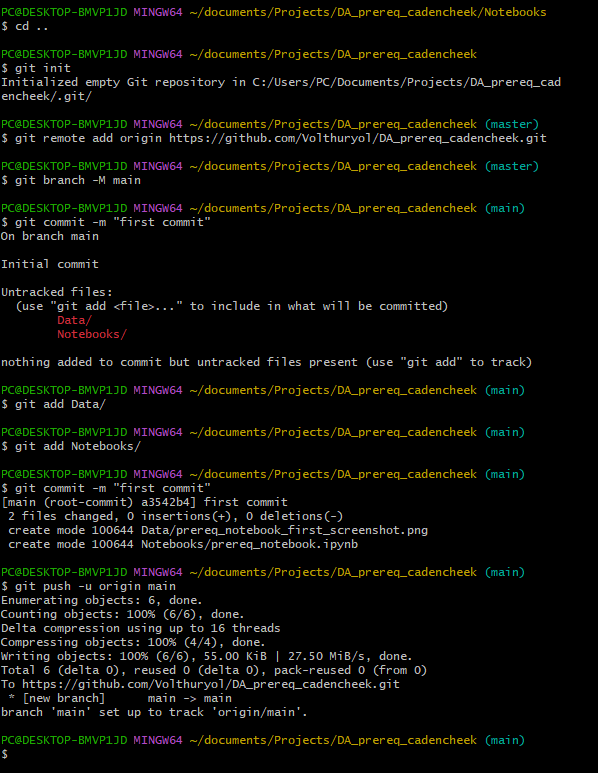 PC@DESKTOP-BMVP1JD MINGW64 ~/documents/Projects/DA_prereq_cadencheek/Notebooks
$ cd ..
PC@DESKTOP-BMVP1JD MINGW64 ~/documents/Projects/DA_prereq_cadencheek
$ git init
Initialized empty Git repository in C:/Users/PC/Documents/Projects/DA_prereq_cad
encheek/.git/
PC@DESKTOP-BMVP1JD MINGW64 ~/documents/Projects/DA_prereq_cadencheek (master)
$ git remote add origin https://github.com/Volthuryol/DA_prereq_cadencheek.git
PC@DESKTOP-BMVP1JD MINGW64 ~/documents/Projects/DA_prereq_cadencheek (master)
$ git branch -M main
PC@DESKTOP-BMVP1JD MINGW64 ~/documents/Projects/DA_prereq_cadencheek (main)
$ git commit -m "first commit"
On branch main
Initial commit
Untracked files:
(use "git add <file>..." to include in what will be committed)
Data/
Notebooks/
nothing added to commit but untracked files present (use "git add" to track)
PC@DESKTOP-BMVP1JD MINGW64 ~/documents/Projects/DA_prereq_cadencheek (main)
$ git add Data/
PC@DESKTOP-BMVP1JD MINGW64 ~/documents/Projects/DA_prereq_cadencheek (main)
$ git add Notebooks/
PC@DESKTOP-BMVP1JD MINGW64 ~/documents/Projects/DA_prereq_cadencheek (main)
$ git commit -m "first commit"
[main (root-commit) a3542b4] first commit
2 files changed, 0 insertions(+), 0 deletions(-)
create mode 100644 Data/prereq_notebook_first_screenshot.png
create mode 100644 Notebooks/prereq_notebook.ipynb
PC@DESKTOP-BMVP1JD MINGW64 ~/documents/Projects/DA_prereq_cadencheek (main)
$ git push -u origin main
Enumerating objects: 6, done.
Counting objects: 100% (6/6), done.
Delta compression using up to 16 threads
Compressing objects: 100% (4/4), done.
Writing objects: 100% (6/6), 55.00 KiB | 27.50 MiB/s, done.
Total 6 (delta 0), reused 0 (delta 0), pack-reused 0 (from 0)
To https://github.com/Volthuryol/DA_prereq_cadencheek.git
* [new branch]      main -> main
branch 'main' set up to track 'origin/main'.
PC@DESKTOP-BMVP1JD MINGW64 ~/documents/Projects/DA_prereq_cadencheek (main)
$